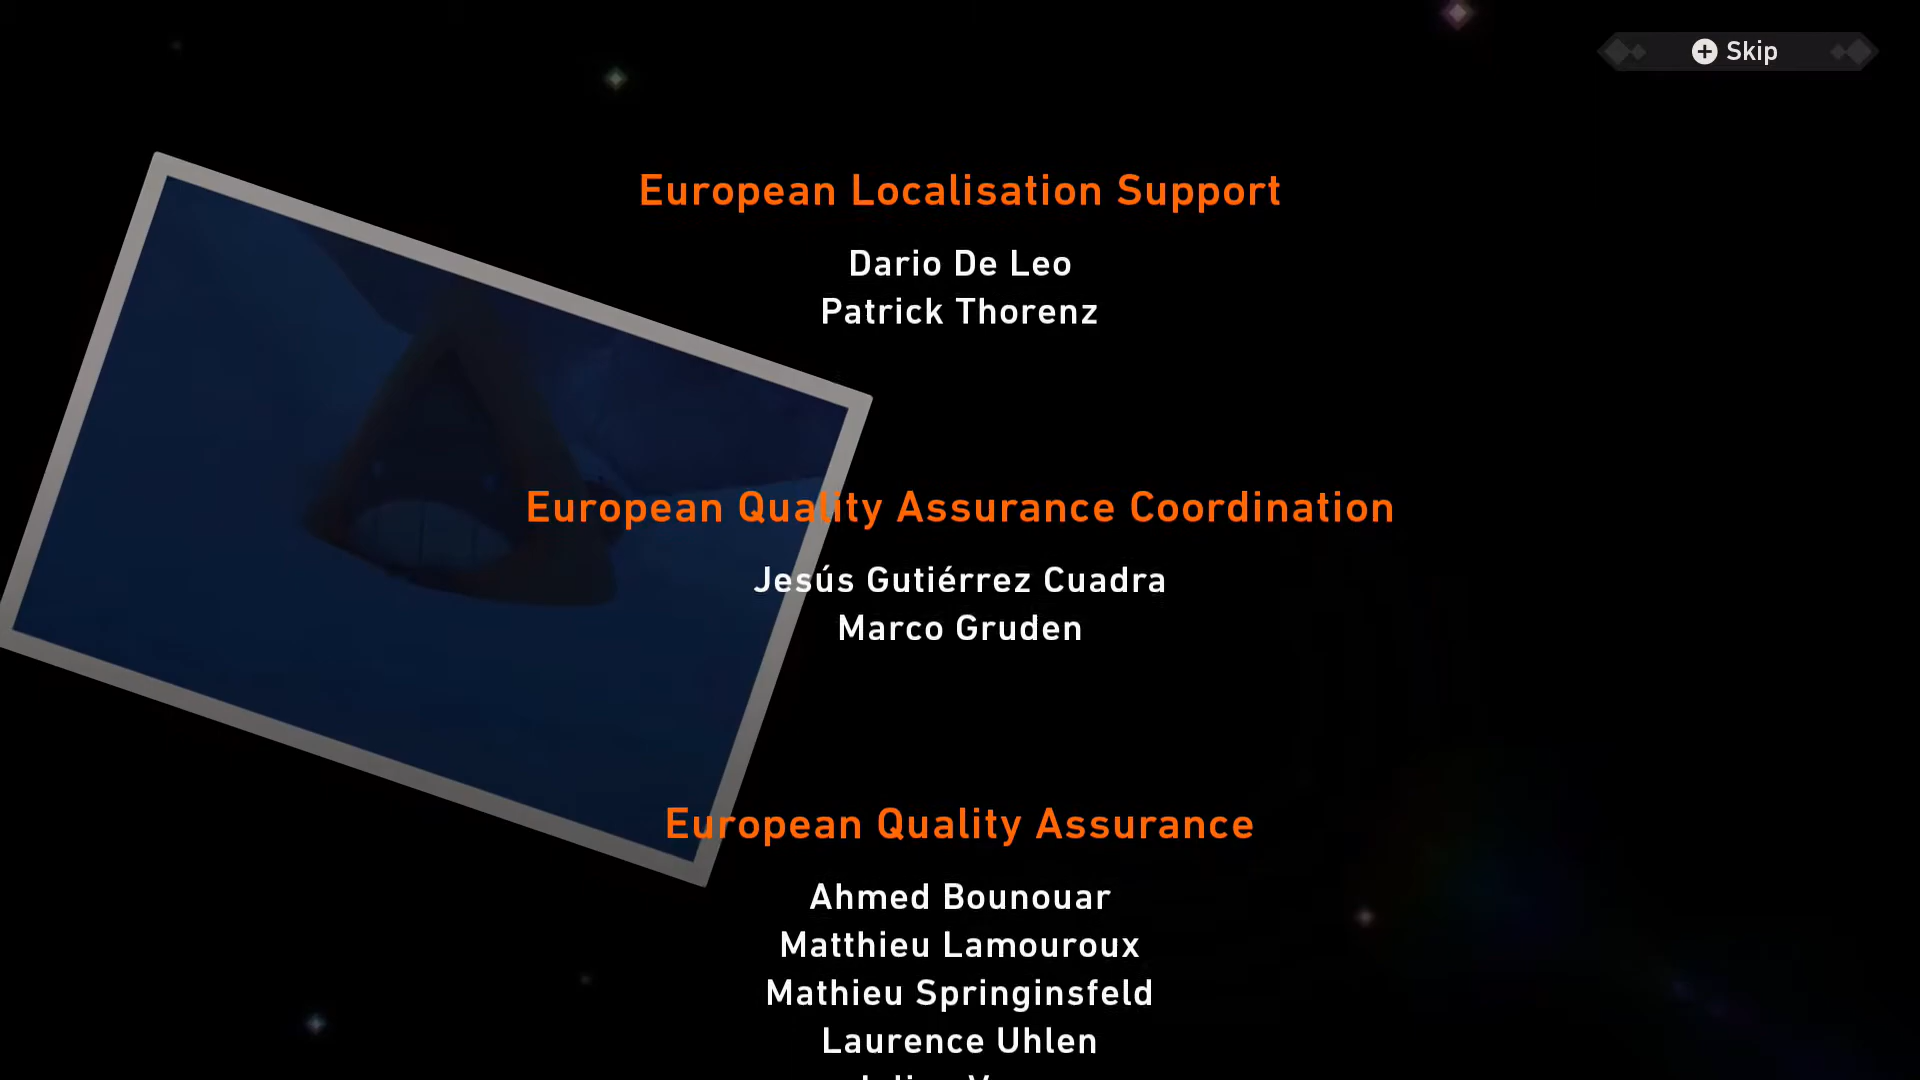 Skip
European Localisation Support
Dario De Leo
Patrick Thorenz
European Quality Assurance Coordination
Jesús Gutiérrez Cuadra
Marco Gruden
European Quality Assurance
Ahmed Bounouar
Matthieu Lamouroux
Mathieu Springinsfeld
Laurence Uhlen